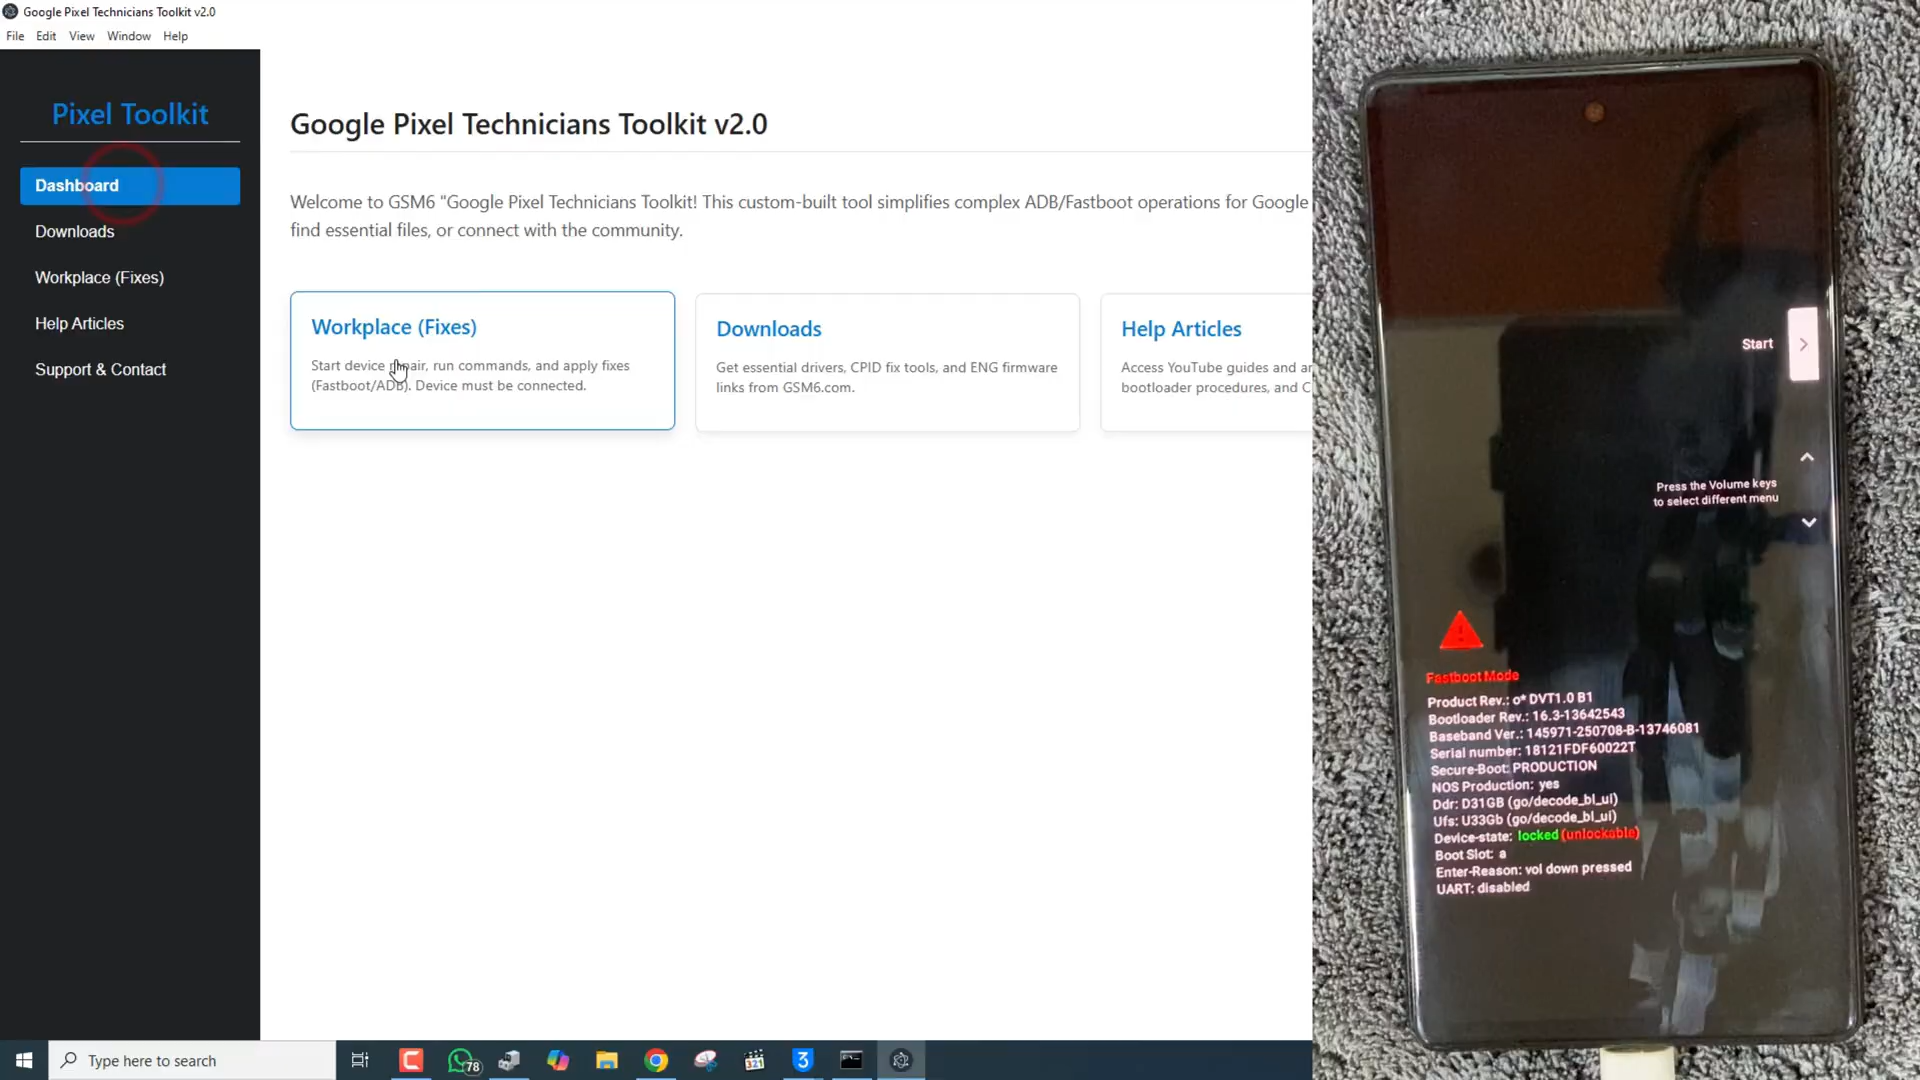 Google Pixel Technicians Toolkit v2.0
File Edit View Window Help
Pixel Toolkit
Dashboard
Downloads
Workplace (Fixes)
Help Articles
Support & Contact
Google Pixel Technicians Toolkit v2.0
Welcome to GSM6 "Google Pixel Technicians Toolkit! This custom-built tool simplifies complex ADB/Fastboot operations for Google
find essential files, or connect with the community.
Workplace (Fixes)
Start device repair, run commands, and apply fixes
(Fastboot/ADB). Device must be connected.
Downloads
Get essential drivers, CPID fix tools, and ENG firmware
links from GSM6.com.
Help Articles
Access YouTube guides and ar
bootloader procedures, and C
Start
Press the Volume keys
to select different menu
Fastboot Mode
Product Rev.: o* DVT1.0 B1
Bootloader Rev.: 16.3-13642543
Baseband Ver.: 145971-250708-B-13746081
Serial number: 18121FDF60022T
Secure-Boot: PRODUCTION
NOS Production: yes
Ddr: D31GB (go/decode_bl_ui)
Ufs: U33Gb (go/decode_bl_ui)
Device-state: locked (unlockable)
Boot Slot: a
Enter-Reason: vol down pressed
UART: disabled
Type here to search
78
321
3